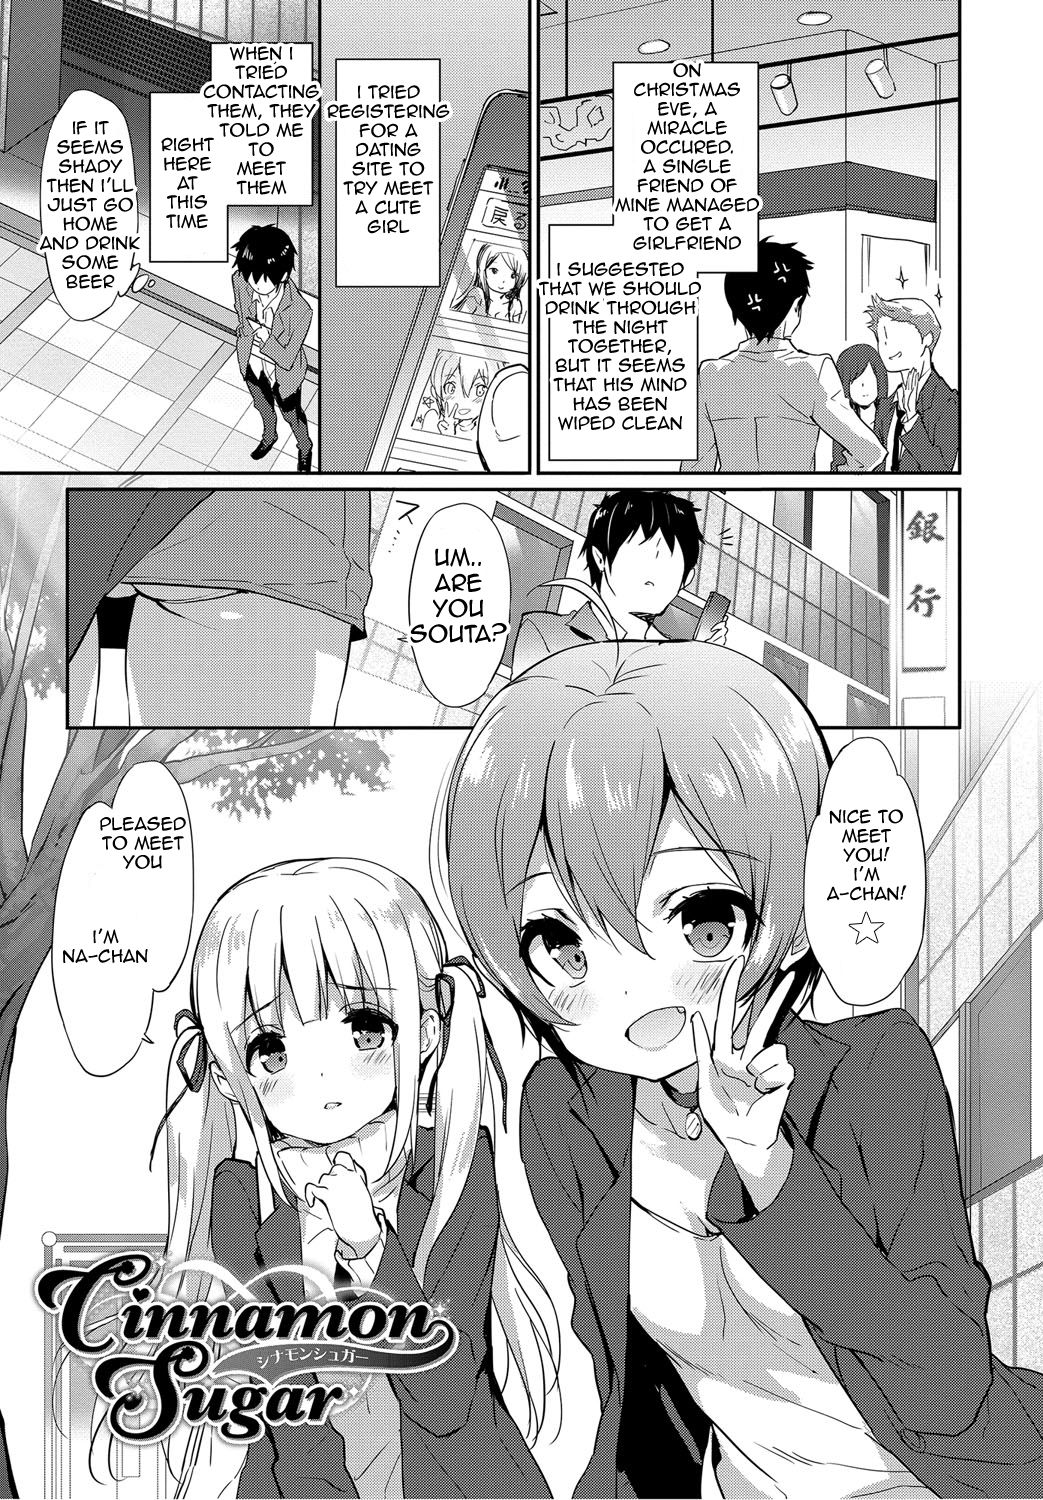 ON
CHRISTMAS
EVE, A
MIRACLE
OCCURED.
A SINGLE
FRIEND OF
MINE MANAGED
TO GET A
GIRLFRIEND
I SUGGESTED
THAT WE SHOULD
DRINK THROUGH
THE NIGHT
TOGETHER,
BUT IT SEEMS
THAT HIS MIND
HAS BEEN
WIPED CLEAN
I TRIED
REGISTERING
FOR A
DATING
SITE TO
TRY MEET
A CUTE
GIRL
戻る
WHEN I
TRIED
CONTACTING
THEM, THEY
TOLD ME
TO
MEET
THEM
RIGHT
HERE
AT
THIS
TIME
IF IT
SEEMS
SHADY
THEN I'LL
JUST GO
HOME
AND DRINK
SOME
BEER
銀行
UM..
ARE
YOU
SOUTA?
ス...
NICE TO
MEET
YOU!
I'M
A-CHAN!
☆
PLEASED
TO MEET
YOU
I'M
NA-CHAN
Cinnamon
シナモンシュガー
Sugar